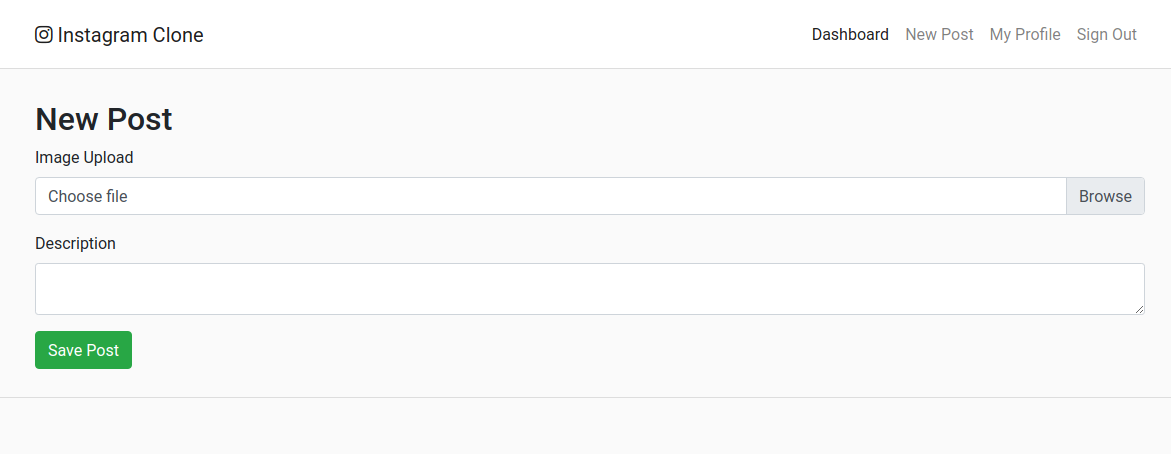 Instagram Clone
Dashboard New Post My Profile Sign Out
New Post
Image Upload
Choose file Browse
Description
Save Post